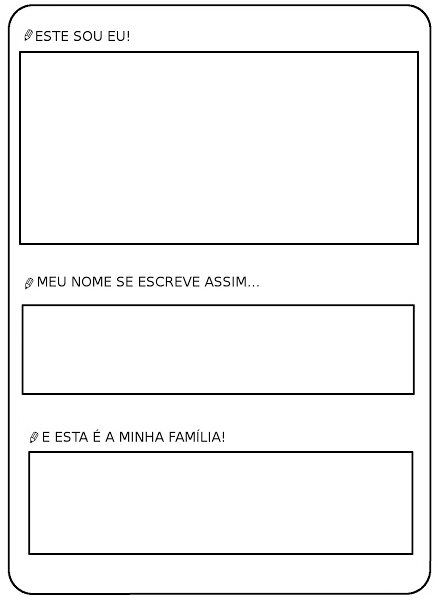 ESTE SOU EU!
MEU NOME SE ESCREVE ASSIM...
E ESTA É A MINHA FAMÍLIA!